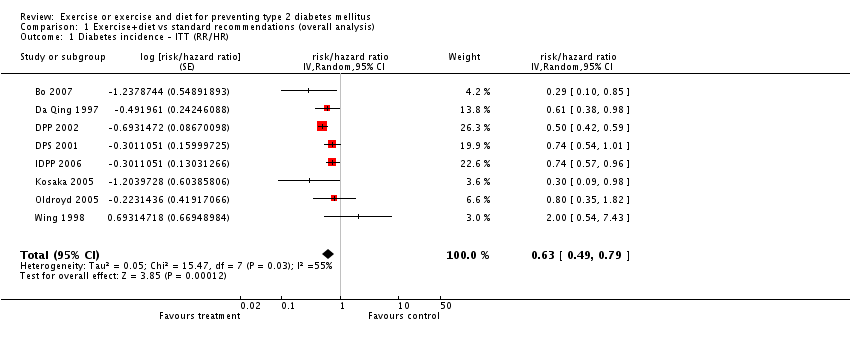 Review: Exercise or exercise and diet for preventing type 2 diabetes mellitus
Comparison: 1 Exercise+diet vs standard recommendations (overall analysis)
Outcome: 1 Diabetes incidence - ITT (RR/HR)
Study or subgroup log [risk/hazard ratio] risk/hazard ratio Weight risk/hazard ratio
(SE) IV,Random,95% CI IV,Random,95% CI
Bo 2007 -1.2378744 (0.54891893) 4.2 % 0.29 [ 0.10, 0.85 ]
Da Qing 1997 -0.491961 (0.24246088) 13.8 % 0.61 [ 0.38, 0.98 ]
DPP 2002 -0.6931472 (0.08670098) 26.3 % 0.50 [ 0.42, 0.59 ]
DPS 2001 -0.3011051 (0.15999725) 19.9 % 0.74 [ 0.54, 1.01 ]
IDPP 2006 -0.3011051 (0.13031266) 22.6 % 0.74 [ 0.57, 0.96 ]
Kosaka 2005 -1.2039728 (0.60385806) 3.6 % 0.30 [ 0.09, 0.98 ]
Oldroyd 2005 -0.2231436 (0.41917066) 6.6 % 0.80 [ 0.35, 1.82 ]
Wing 1998 0.69314718 (0.66948984) 3.0 % 2.00 [ 0.54, 7.43 ]
Total (95% CI) 100.0 % 0.63 [ 0.49, 0.79 ]
Heterogeneity: Tau² = 0.05; Chi² = 15.47, df = 7 (P = 0.03); I² =55%
Test for overall effect: Z = 3.85 (P = 0.00012)
0.02 0.1 1 10 50
Favours treatment Favours control